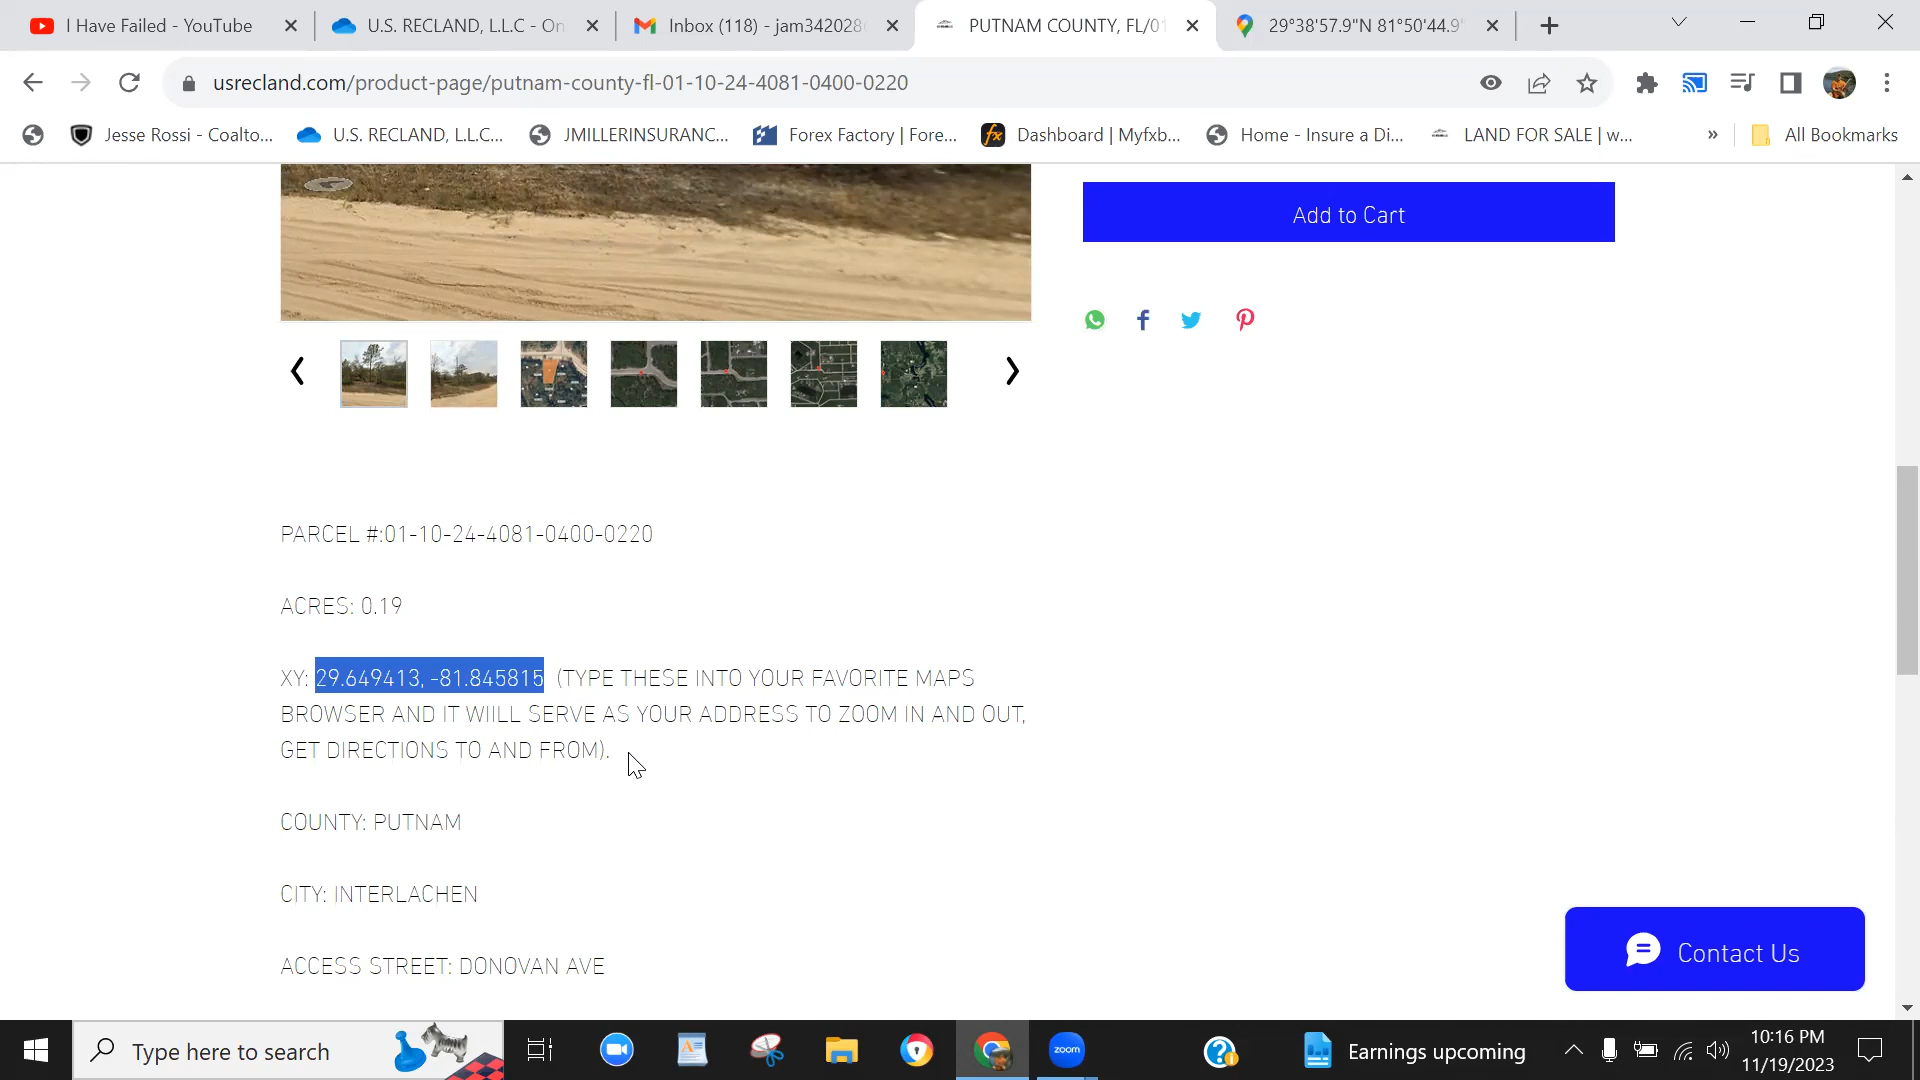 I Have Failed - YouTube
U.S. RECLAND, L.L.C - On
Inbox (118) - jam342028
PUTNAM COUNTY, FL/01
29°38'57.9"N 81°50'44.9"
usrecland.com/product-page/putnam-county-fl-01-10-24-4081-0400-0220
Jesse Rossi - Coalto...
U.S. RECLAND, L.L.C...
JMILLERINSURANC...
Forex Factory | Fore...
Dashboard | Myfxb...
Home - Insure a Di...
LAND FOR SALE | w...
»
All Bookmarks
Add to Cart
PARCEL #:01-10-24-4081-0400-0220
ACRES: 0.19
XY: 29.649413, -81.845815 (TYPE THESE INTO YOUR FAVORITE MAPS
BROWSER AND IT WIILL SERVE AS YOUR ADDRESS TO ZOOM IN AND OUT,
GET DIRECTIONS TO AND FROM).
COUNTY: PUTNAM
CITY: INTERLACHEN
ACCESS STREET: DONOVAN AVE
Contact Us
Type here to search
zoom
Earnings upcoming
10:16 PM
11/19/2023